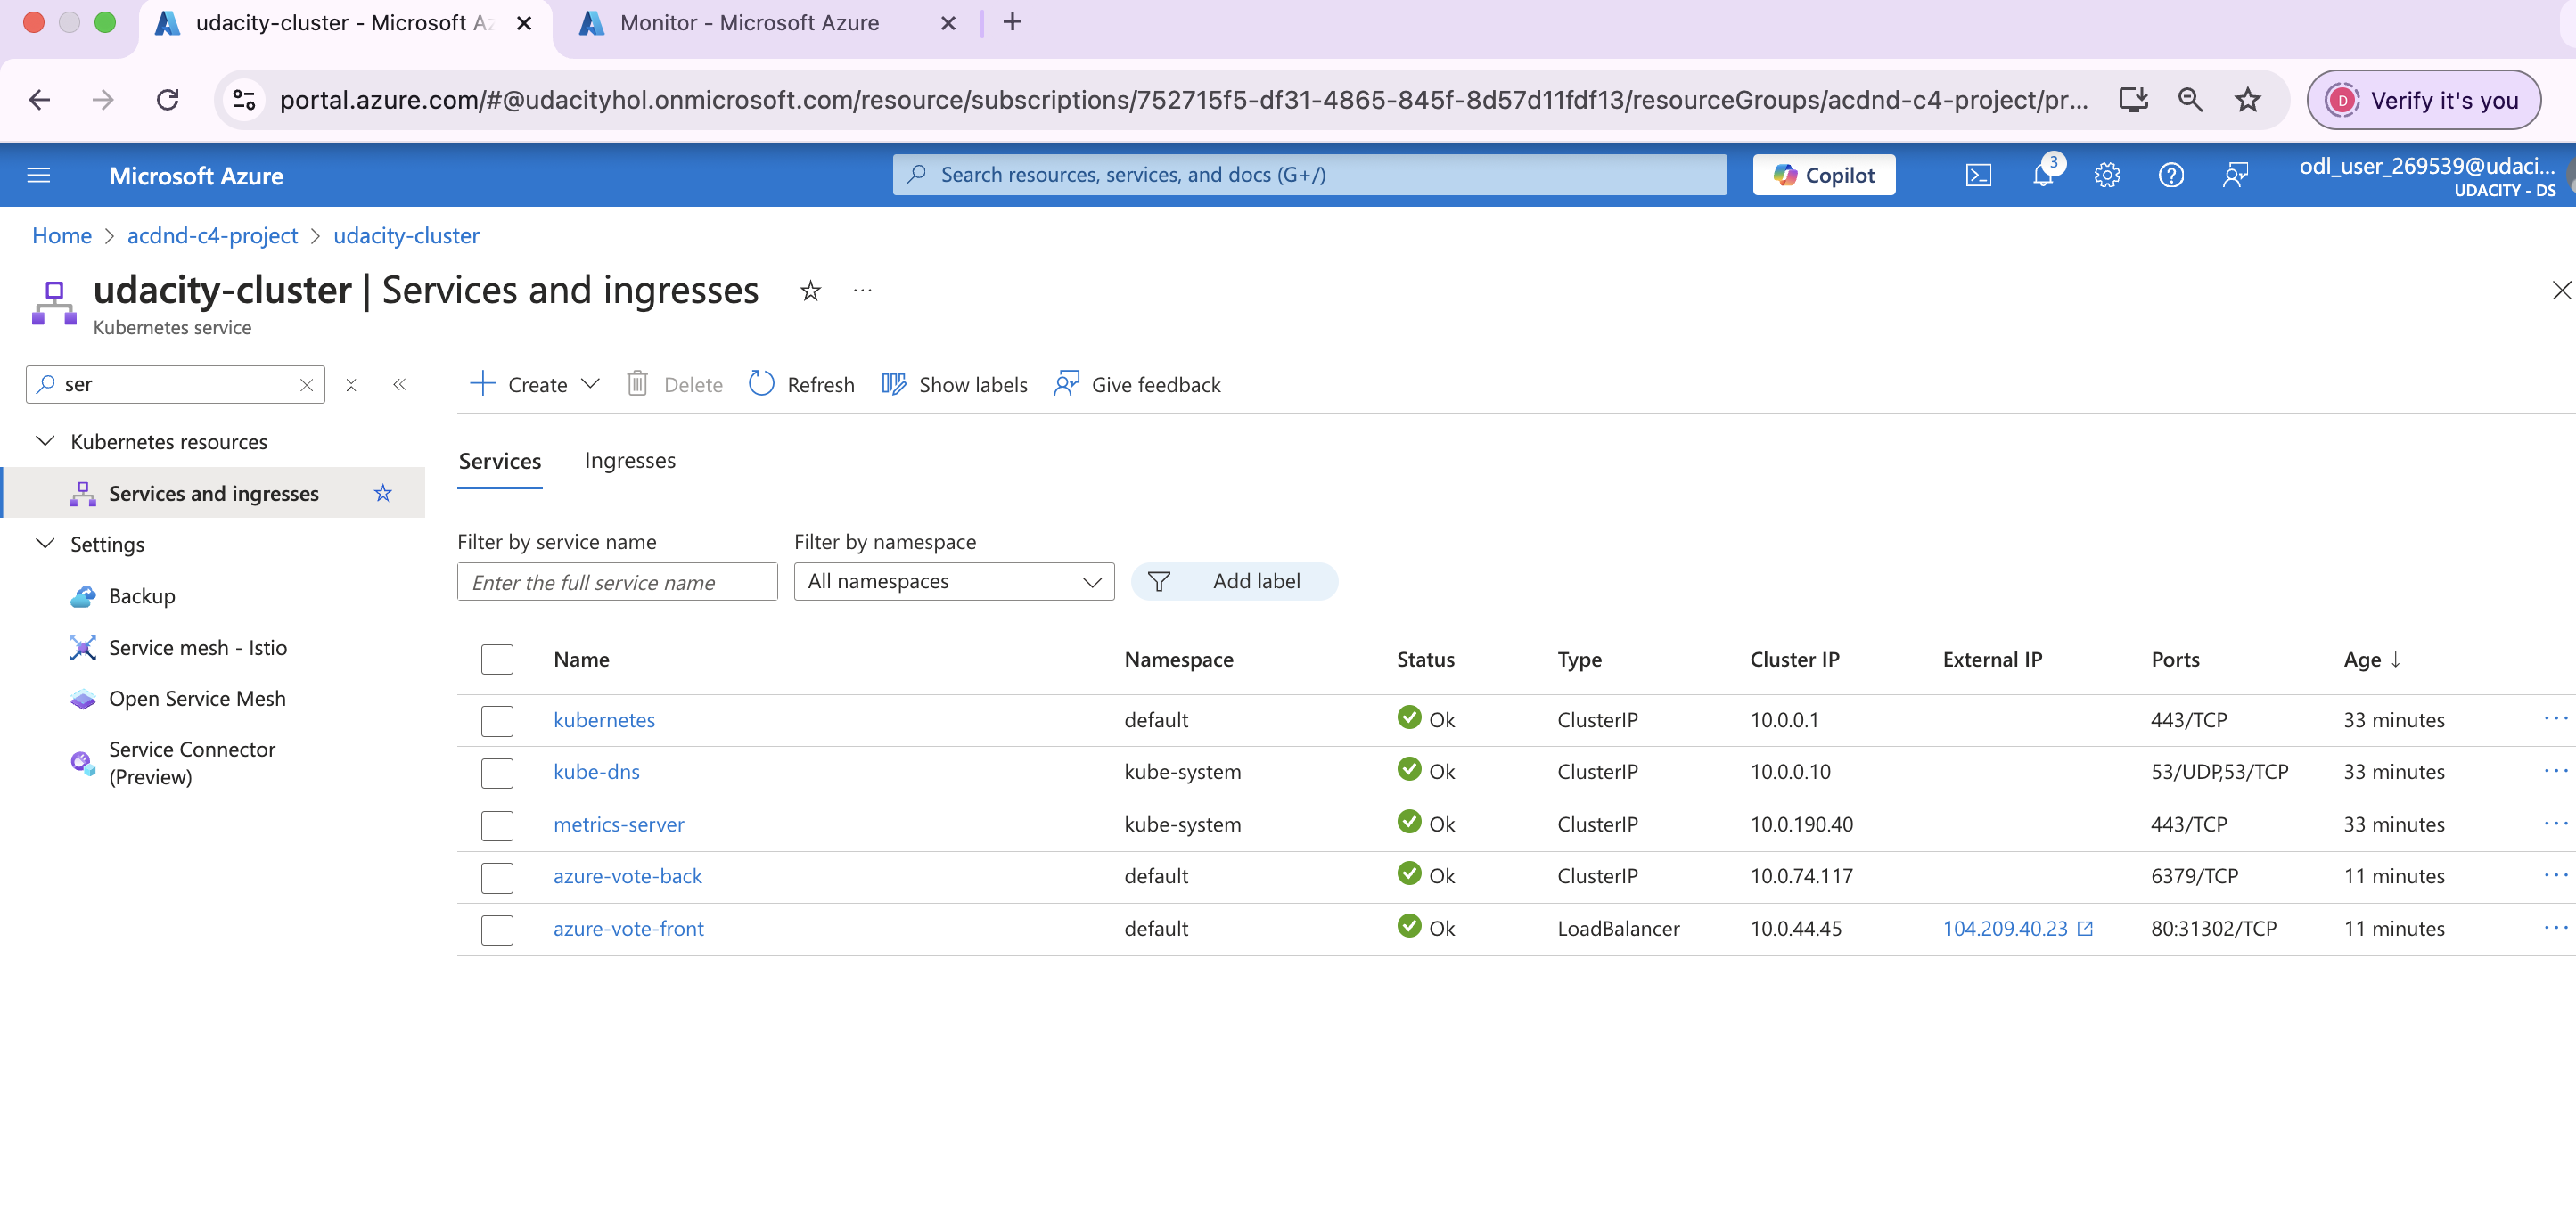 udacity-cluster - Microsoft Az
Monitor - Microsoft Azure
portal.azure.com/#@udacityhol.onmicrosoft.com/resource/subscriptions/752715f5-df31-4865-845f-8d57d11fdf13/resourceGroups/acdnd-c4-project/pr...
D Verify it's you
Microsoft Azure
Search resources, services, and docs (G+/)
Copilot
3
odl_user_269539@udaci...
UDACITY - DS
Home > acdnd-c4-project > udacity-cluster
udacity-cluster | Services and ingresses
Kubernetes service
ser
Create Delete Refresh Show labels Give feedback
Kubernetes resources
Services and ingresses
Settings
Backup
Service mesh - Istio
Open Service Mesh
Service Connector
(Preview)
Services Ingresses
Filter by service name Filter by namespace
Enter the full service name All namespaces Add label
Name Namespace Status Type Cluster IP External IP Ports Age ↓
kubernetes default Ok ClusterIP 10.0.0.1 443/TCP 33 minutes
kube-dns kube-system Ok ClusterIP 10.0.0.10 53/UDP,53/TCP 33 minutes
metrics-server kube-system Ok ClusterIP 10.0.190.40 443/TCP 33 minutes
azure-vote-back default Ok ClusterIP 10.0.74.117 6379/TCP 11 minutes
azure-vote-front default Ok LoadBalancer 10.0.44.45 104.209.40.23 80:31302/TCP 11 minutes